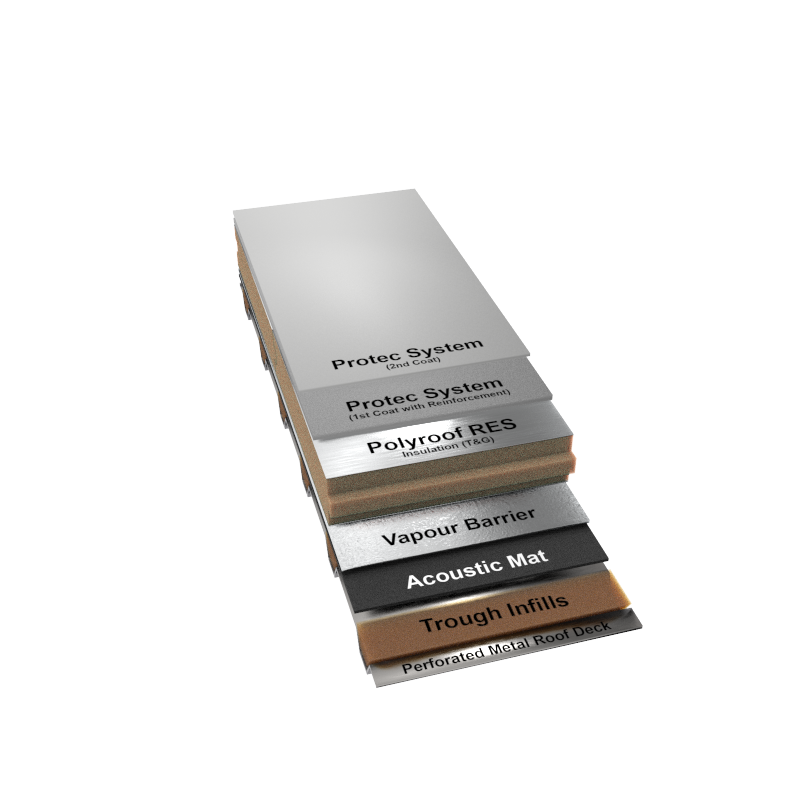 Protec System
(2nd Coat)
Protec System
(1st Coat with Reinforcement)
Polyroof RES
Insulation (T&G)
Vapour Barrier
Acoustic Mat
Trough Infills
Perforated Metal Roof Deck